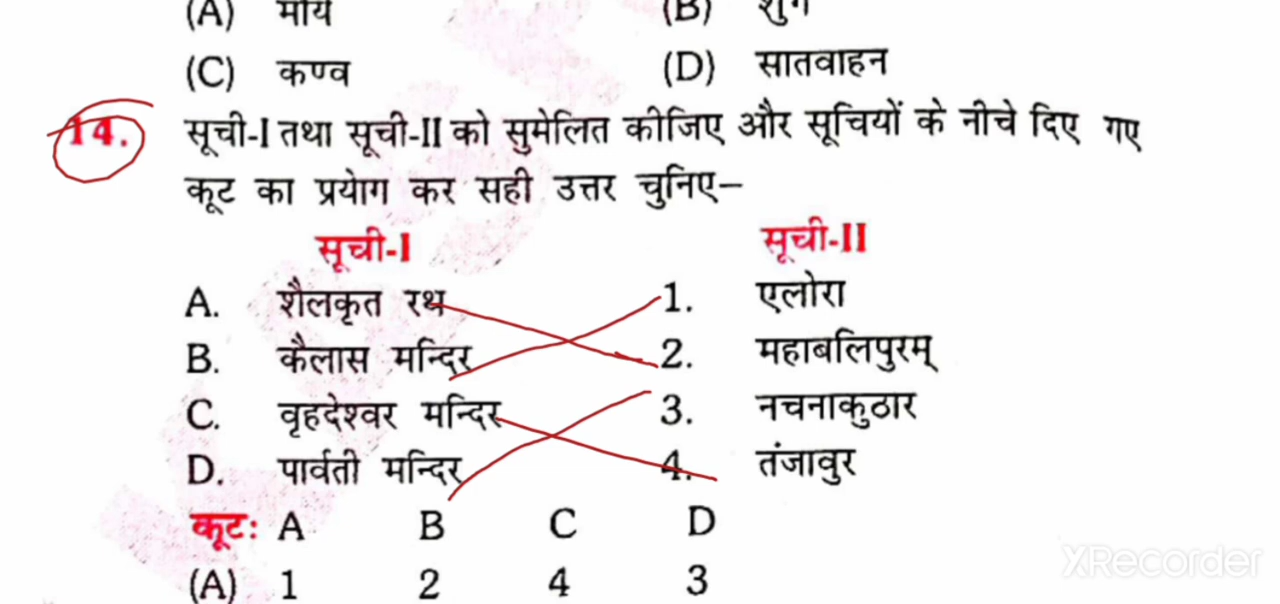 (A) मौर्य (B) शुंग
(C) कण्व (D) सातवाहन
14. सूची-I तथा सूची-II को सुमेलित कीजिए और सूचियों के नीचे दिए गए
कूट का प्रयोग कर सही उत्तर चुनिए–
सूची-I सूची-II
A. शैलकृत रथ 1. एलोरा
B. कैलास मन्दिर 2. महाबलिपुरम्
C. वृहदेश्वर मन्दिर 3. नचनाकुठार
D. पार्वती मन्दिर 4. तंजावुर
कूट: A B C D
(A) 1 2 4 3
XRecorder